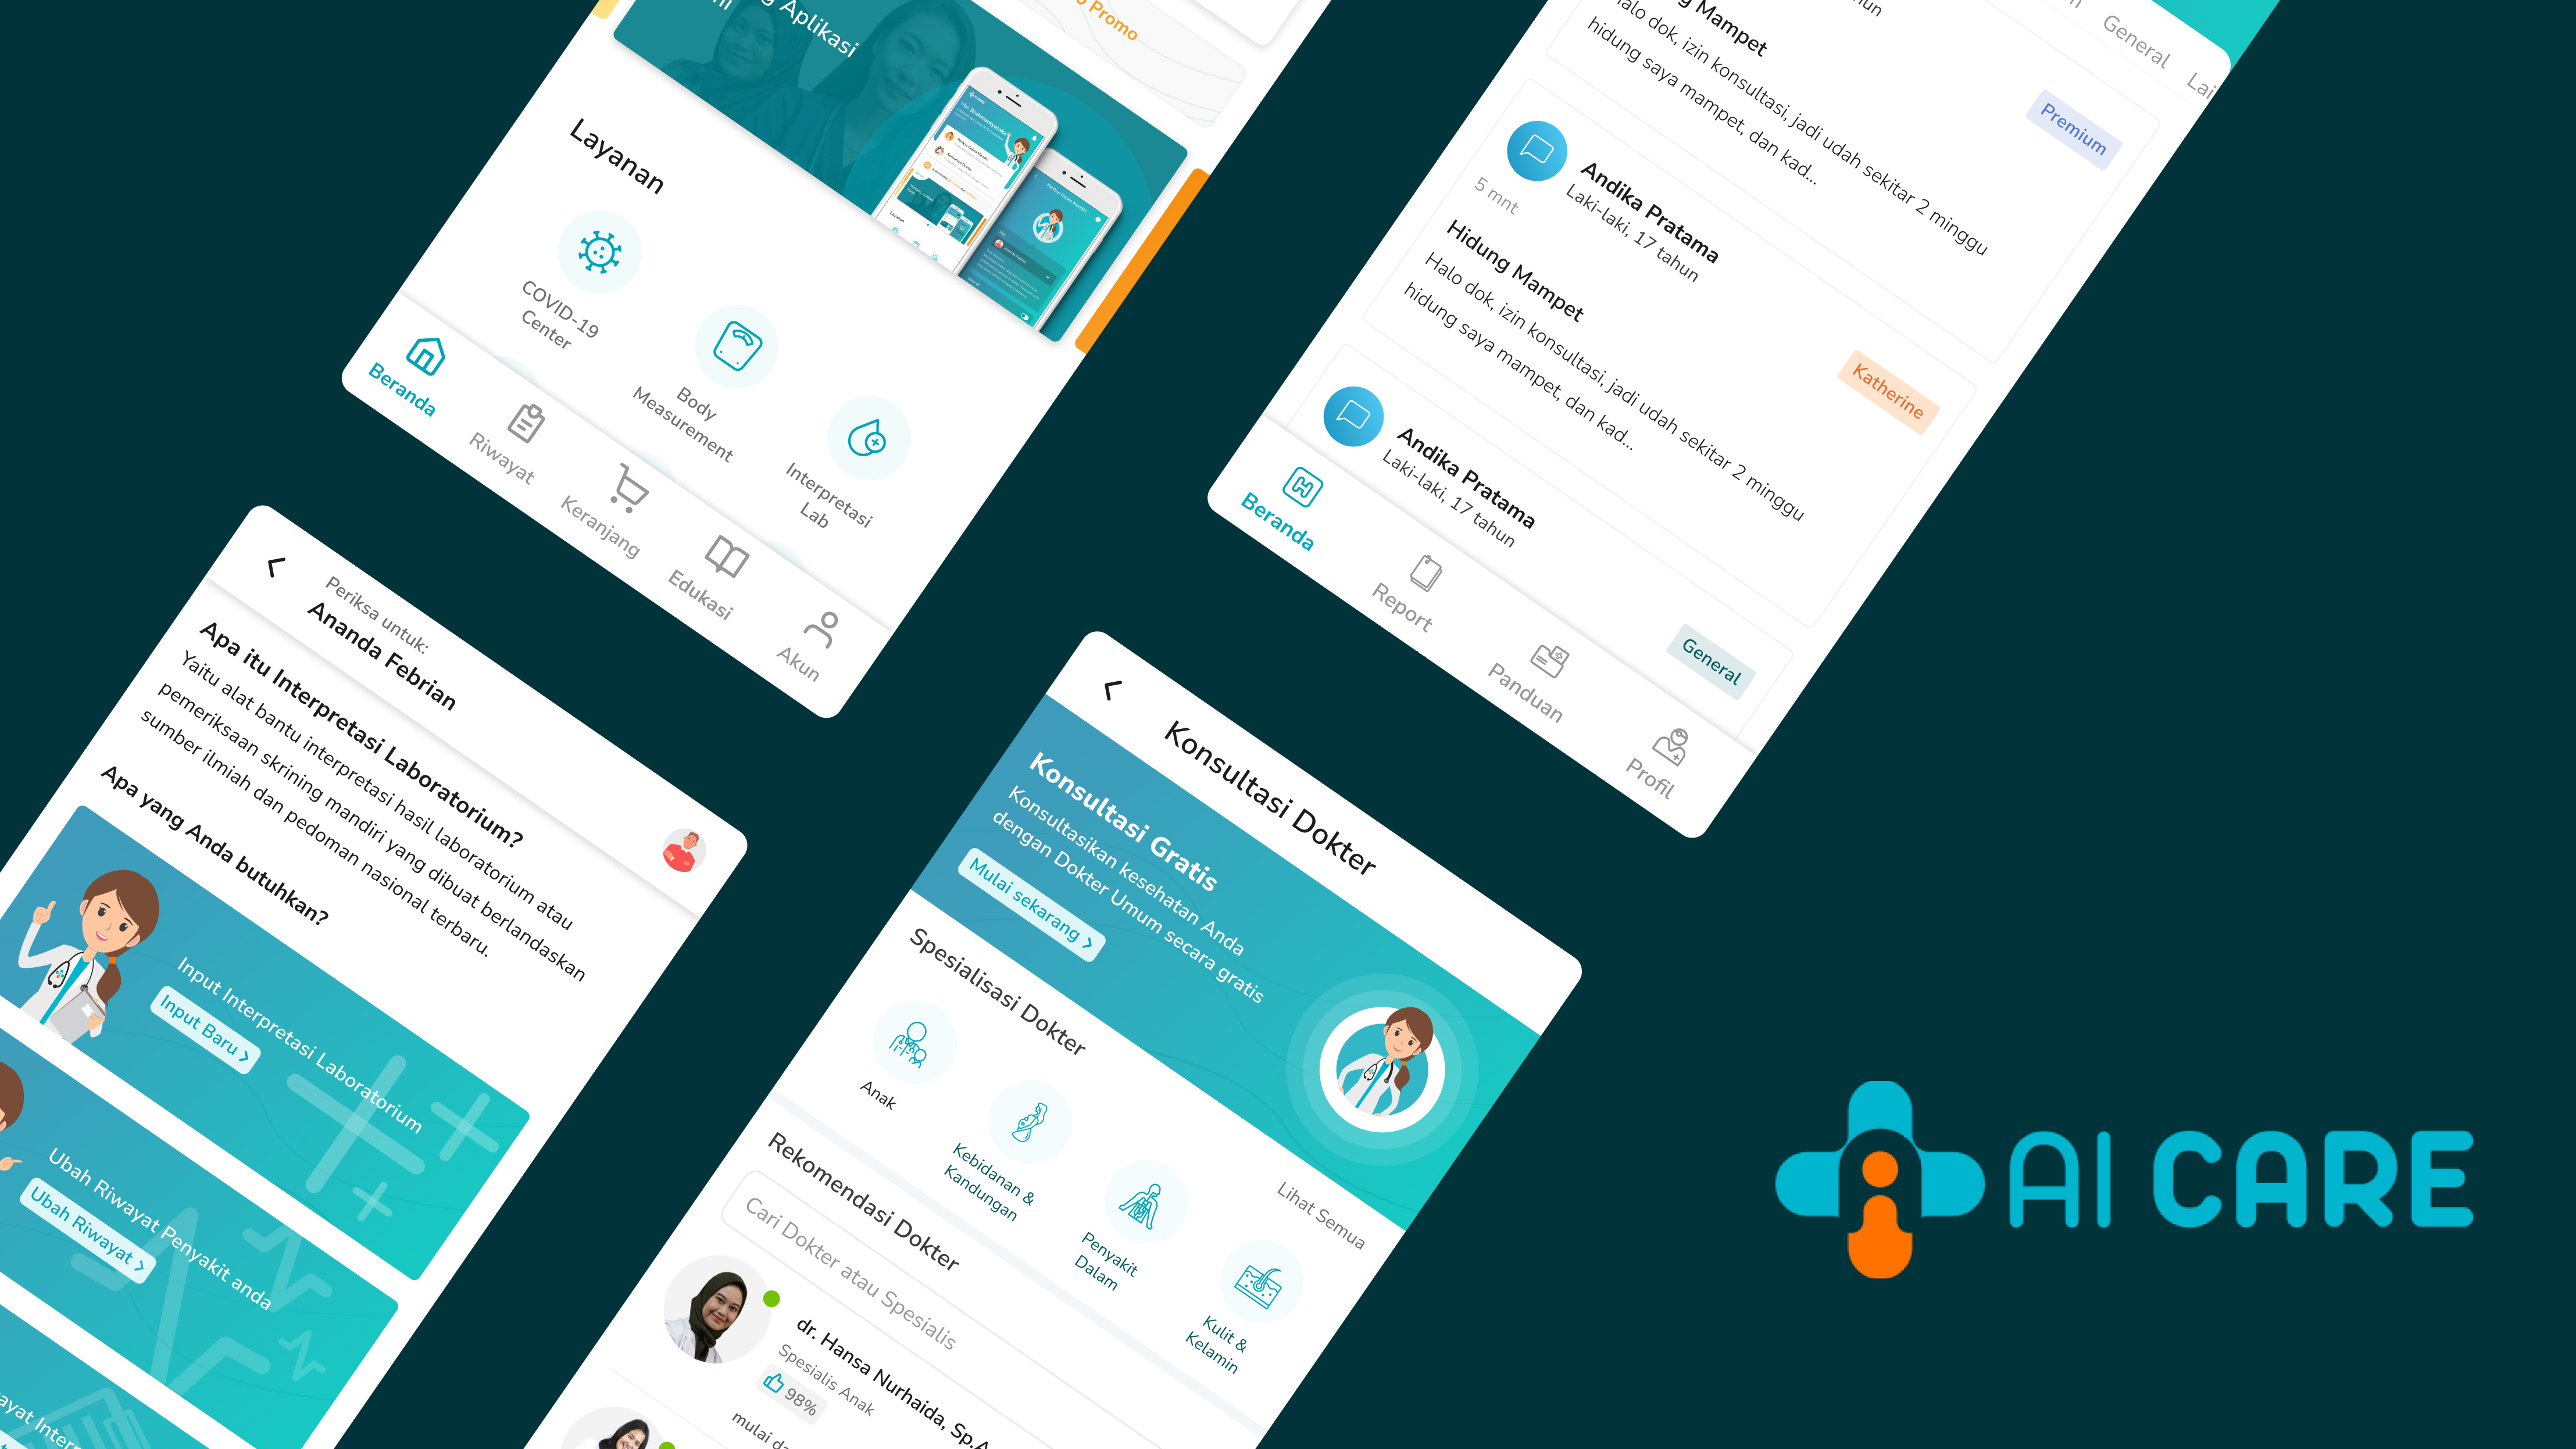 Aplikasi
Promo
Layanan
COVID-19
Center
Body
Measurement
Interpretasi
Lab
Beranda
Riwayat
Keranjang
Edukasi
Akun
General
Mampet
Halo dok, izin konsultasi, jadi udah sekitar 2 minggu
hidung saya mampet, dan kad...
Premium
Andika Pratama
Laki-laki, 17 tahun
5 mnt
Hidung Mampet
Halo dok, izin konsultasi, jadi udah sekitar 2 minggu
hidung saya mampet, dan kad...
Katherine
Andika Pratama
Laki-laki, 17 tahun
General
Beranda
Report
Panduan
Profil
Periksa untuk:
Ananda Febrian
Apa itu Interpretasi Laboratorium?
Yaitu alat bantu interpretasi hasil laboratorium atau
pemeriksaan skrining mandiri yang dibuat berlandaskan
sumber ilmiah dan pedoman nasional terbaru.
Apa yang Anda butuhkan?
Input Interpretasi Laboratorium
Input Baru >
Ubah Riwayat Penyakit anda
Ubah Riwayat >
Konsultasi Dokter
Konsultasi Gratis
Konsultasikan kesehatan Anda
dengan Dokter Umum secara gratis
Mulai sekarang >
Spesialisasi Dokter
Lihat Semua
Anak
Kebidanan &
Kandungan
Penyakit
Dalam
Kulit &
Kelamin
Rekomendasi Dokter
Cari Dokter atau Spesialis
dr. Hansa Nurhaida, Sp.A
Spesialis Anak
98%
mulai
AI CARE